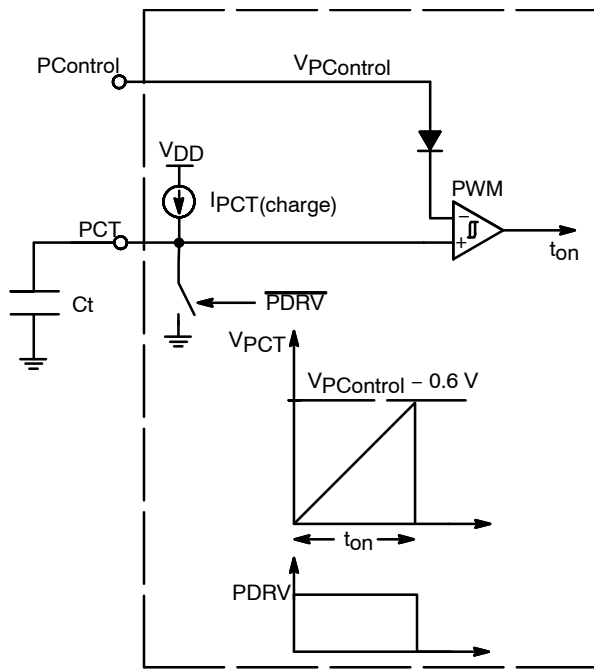 PControl
VPControl
VDD
PWM
IPCT(charge)
PCT
−
+
ton
Ct
PDRV
VPCT
VPControl − 0.6 V
ton
PDRV